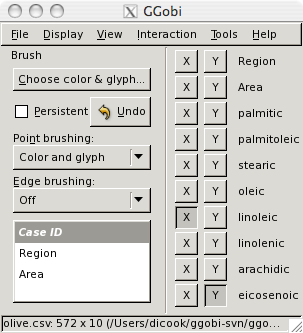 GGobi
File Display View Interaction Tools Help
Brush
Choose color & glyph...
Persistent Undo
Point brushing:
Color and glyph
Edge brushing:
Off
Case ID
Region
Area
X Y Region
X Y Area
X Y palmitic
X Y palmitoleic
X Y stearic
X Y oleic
X Y linoleic
X Y linolenic
X Y arachidic
X Y eicosenoic
olive.csv: 572 x 10 (/Users/dicook/ggobi-svn/ggo...